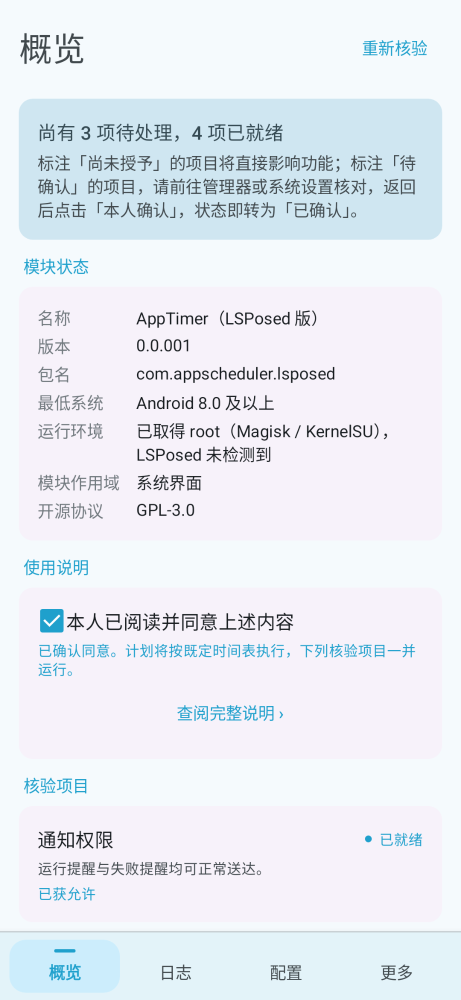 概览
重新核验
尚有 3 项待处理，4 项已就绪
标注「尚未授予」的项目将直接影响功能；标注「待
确认」的项目，请前往管理器或系统设置核对，返回
后点击「本人确认」，状态即转为「已确认」。
模块状态
名称 AppTimer（LSPosed 版）
版本 0.0.001
包名 com.appscheduler.lsposed
最低系统 Android 8.0 及以上
运行环境 已取得 root（Magisk / KernelSU），
LSPosed 未检测到
模块作用域 系统界面
开源协议 GPL-3.0
使用说明
本人已阅读并同意上述内容
已确认同意。计划将按既定时间表执行，下列核验项目一并
运行。
查阅完整说明 ›
核验项目
通知权限
已就绪
运行提醒与失败提醒均可正常送达。
已获允许
概览 日志 配置 更多